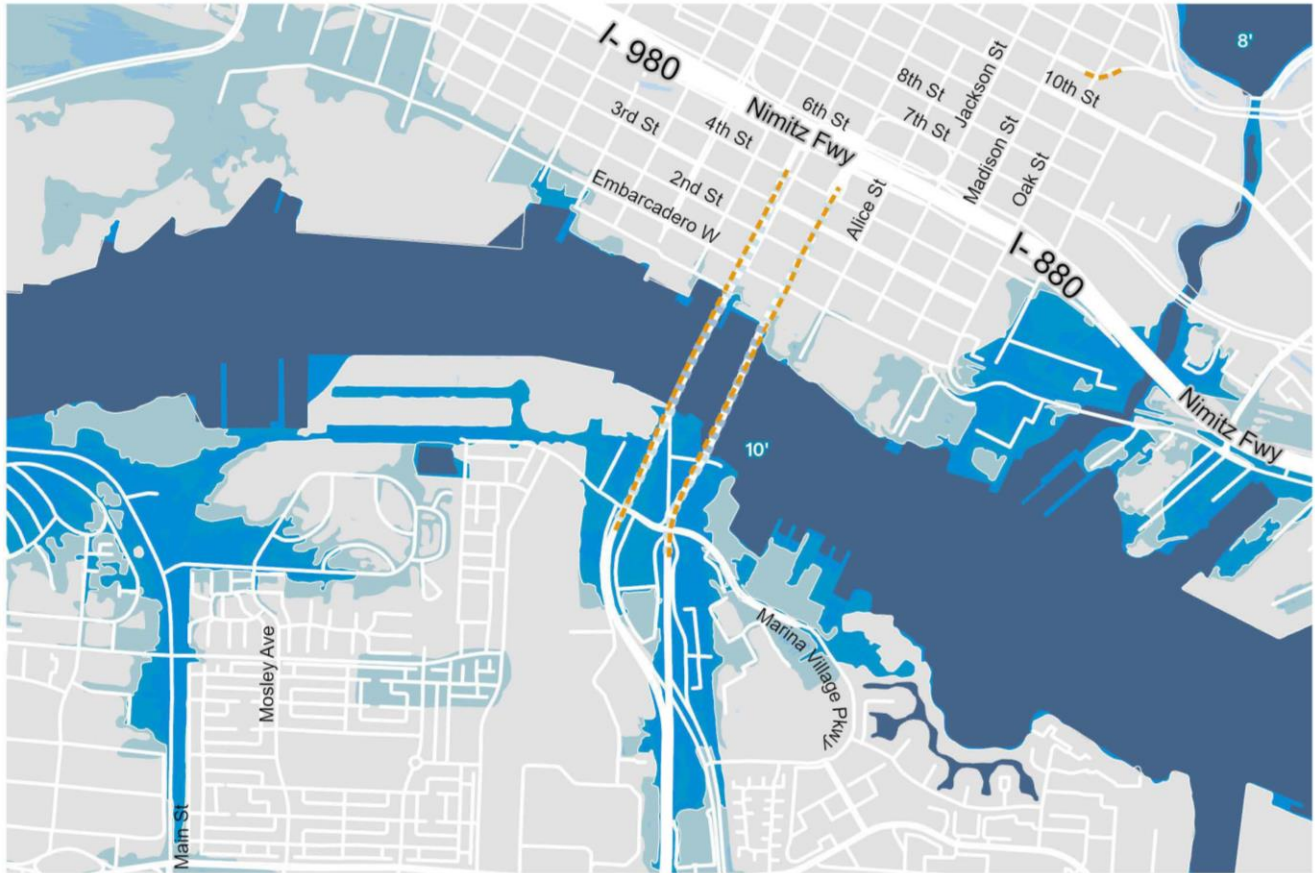 8'
I- 980
8th St
Jackson St
10th St
3rd St
4th St
6th St
7th St
Nimitz Fwy
Madison St
Oak St
2nd St
Embarcadero W
Alice St
I- 880
Nimitz Fwy
10'
Marina Village Pkwy
Mosley Ave
Main St